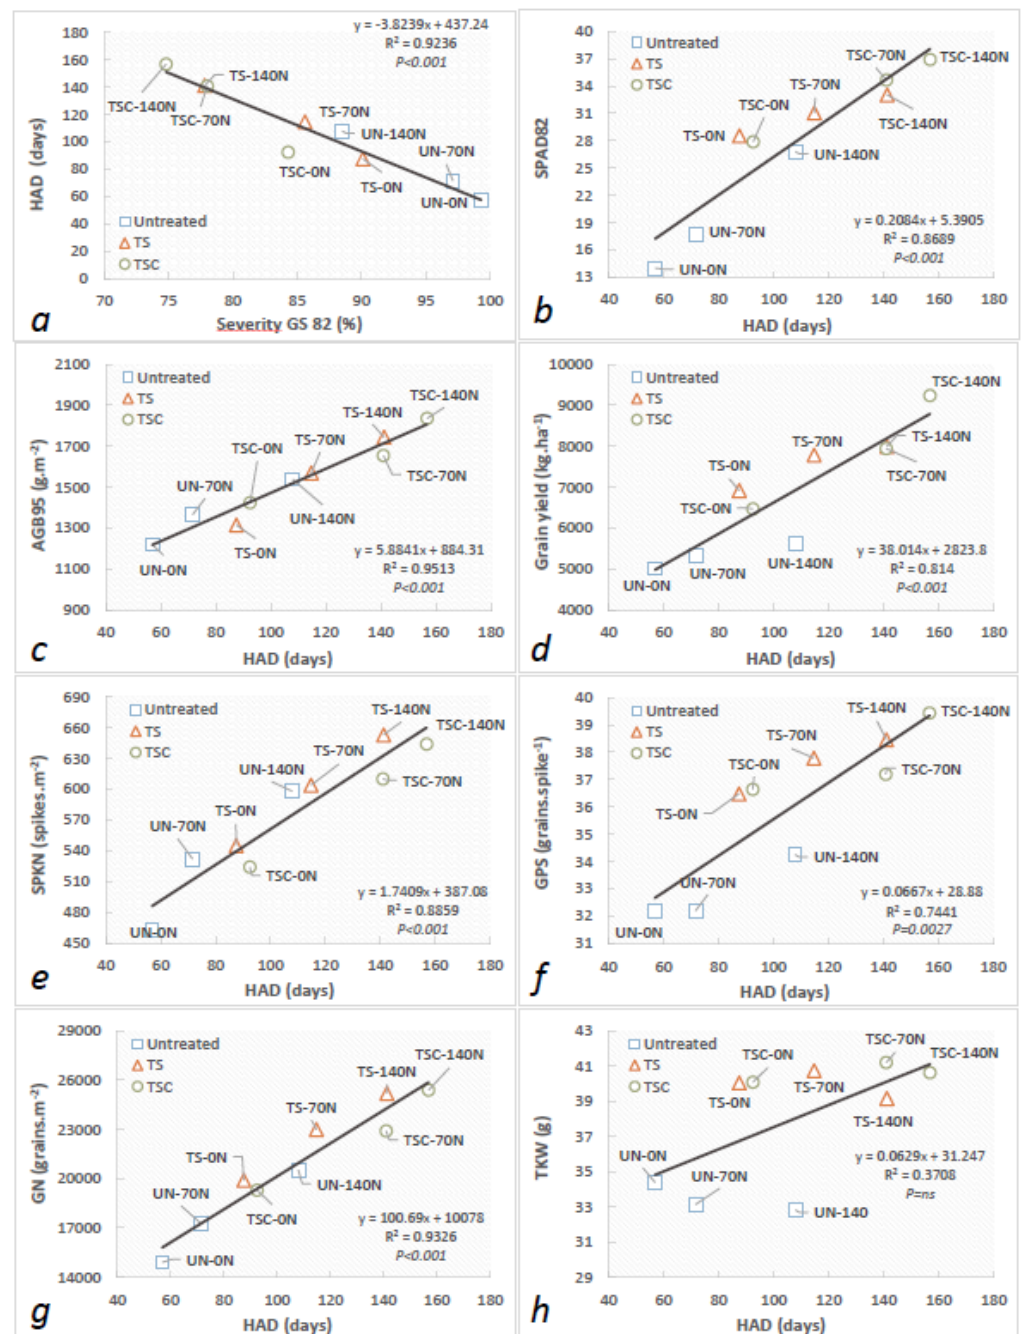 y = -3.8239x + 437.24
R² = 0.9236
P<0.001
HAD (days)
180
160
140
120
100
80
60
40
20
0
TSC-140N
TS-140N
TSC-70N
TS-70N
UN-140N
UN-70N
TSC-0N
TS-0N
UN-0N
Untreated
TS
TSC
70
75
80
85
90
95
100
Severity GS 82 (%)
a
SPAD82
40
37
34
31
28
25
22
19
16
13
Untreated
TS
TSC
TSC-70N
TSC-140N
TS-70N
TSC-0N
TS-0N
TSC-140N
UN-140N
UN-70N
UN-0N
y = 0.2084x + 5.3905
R² = 0.8689
P<0.001
40
60
80
100
120
140
160
180
HAD (days)
b
AGB95 (g.m⁻²)
2100
1900
1700
1500
1300
1100
900
Untreated
TS
TSC
TSC-140N
TS-140N
TS-70N
TSC-0N
TSC-70N
UN-70N
UN-140N
TS-0N
UN-0N
y = 5.8841x + 884.31
R² = 0.9513
P<0.001
40
60
80
100
120
140
160
180
HAD (days)
c
Grain yield (kg.ha⁻¹)
10000
9000
8000
7000
6000
5000
4000
Untreated
TS
TSC
TSC-140N
TS-70N
TS-140N
TS-0N
TSC-70N
TSC-0N
UN-0N
UN-70N
UN-140N
y = 38.014x + 2823.8
R² = 0.814
P<0.001
40
60
80
100
120
140
160
180
HAD (days)
d
SPKN (spikes.m⁻²)
690
660
630
600
570
540
510
480
450
Untreated
TS
TSC
TS-140N
TSC-140N
TS-70N
UN-140N
TSC-70N
TS-0N
UN-70N
TSC-0N
UN-0N
y = 1.7409x + 387.08
R² = 0.8859
P<0.001
40
60
80
100
120
140
160
180
HAD (days)
e
GPS (grains.spike⁻¹)
40
39
38
37
36
35
34
33
32
31
Untreated
TS
TSC
TS-140N
TSC-140N
TS-70N
TSC-0N
TSC-70N
TS-0N
UN-140N
UN-70N
UN-0N
y = 0.0667x + 28.88
R² = 0.7441
P=0.0027
40
60
80
100
120
140
160
180
HAD (days)
f
GN (grains.m⁻²)
29000
26000
23000
20000
17000
14000
Untreated
TS
TSC
TSC-140N
TS-140N
TS-70N
TSC-70N
TS-0N
UN-70N
UN-140N
TSC-0N
UN-0N
y = 100.69x + 10078
R² = 0.9326
P<0.001
40
60
80
100
120
140
160
180
HAD (days)
g
TKW (g)
43
41
39
37
35
33
31
29
Untreated
TS
TSC
TSC-70N
TSC-140N
TSC-0N
TS-0N
TS-70N
TS-140N
UN-0N
UN-70N
UN-140
y = 0.0629x + 31.247
R² = 0.3708
P=ns
40
60
80
100
120
140
160
180
HAD (days)
h